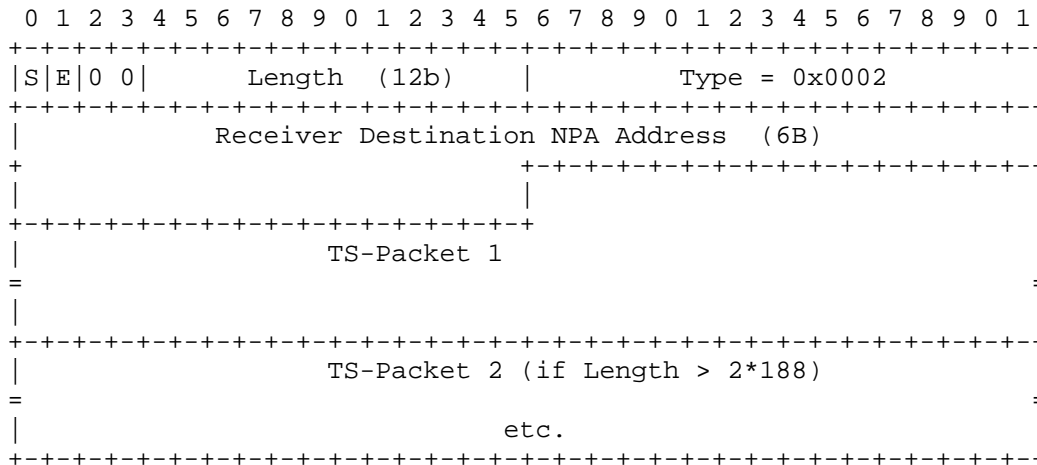 0 1 2 3 4 5 6 7 8 9 0 1 2 3 4 5 6 7 8 9 0 1 2 3 4 5 6 7 8 9 0 1
+-+-+-+-+-+-+-+-+-+-+-+-+-+-+-+-+-+-+-+-+-+-+-+-+-+-+-+-+-+-+-+-+-
|S|E|0 0|      Length  (12b)  |         Type = 0x0002
+-+-+-+-+-+-+-+-+-+-+-+-+-+-+-+-+-+-+-+-+-+-+-+-+-+-+-+-+-+-+-+-+-
|            Receiver Destination NPA Address  (6B)
+                               +-+-+-+-+-+-+-+-+-+-+-+-+-+-+-+-+-
|                               |
+-+-+-+-+-+-+-+-+-+-+-+-+-+-+-+-+
|                   TS-Packet 1
=                                                               =
|
+-+-+-+-+-+-+-+-+-+-+-+-+-+-+-+-+-+-+-+-+-+-+-+-+-+-+-+-+-+-+-+-+-
|                   TS-Packet 2 (if Length > 2*188)
=                                                               =
|                              etc.
+-+-+-+-+-+-+-+-+-+-+-+-+-+-+-+-+-+-+-+-+-+-+-+-+-+-+-+-+-+-+-+-+-